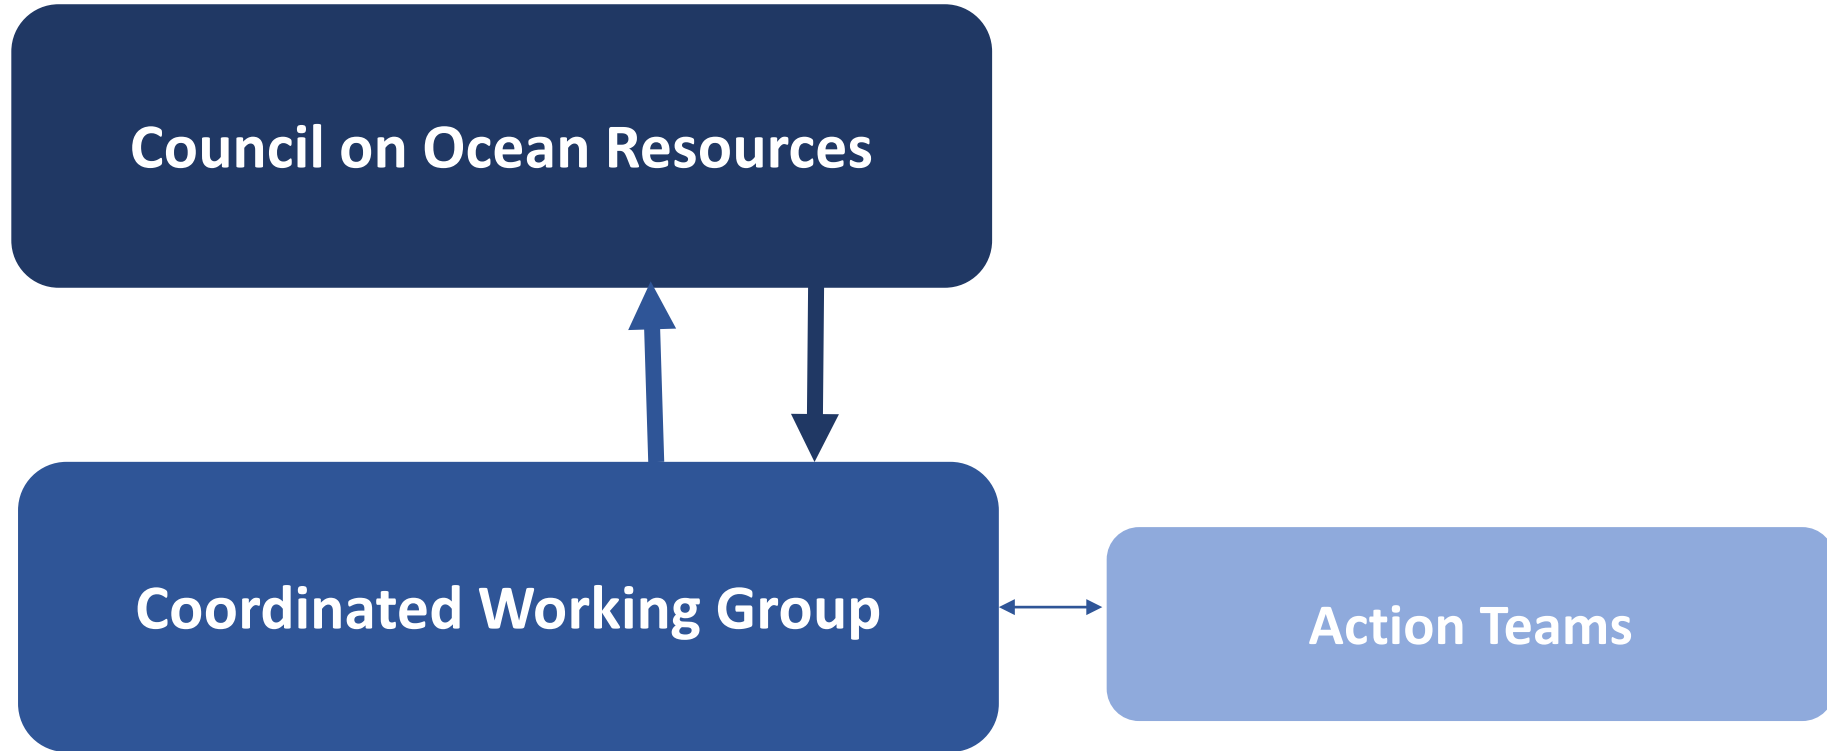 Council on Ocean Resources
Coordinated Working Group
Action Teams